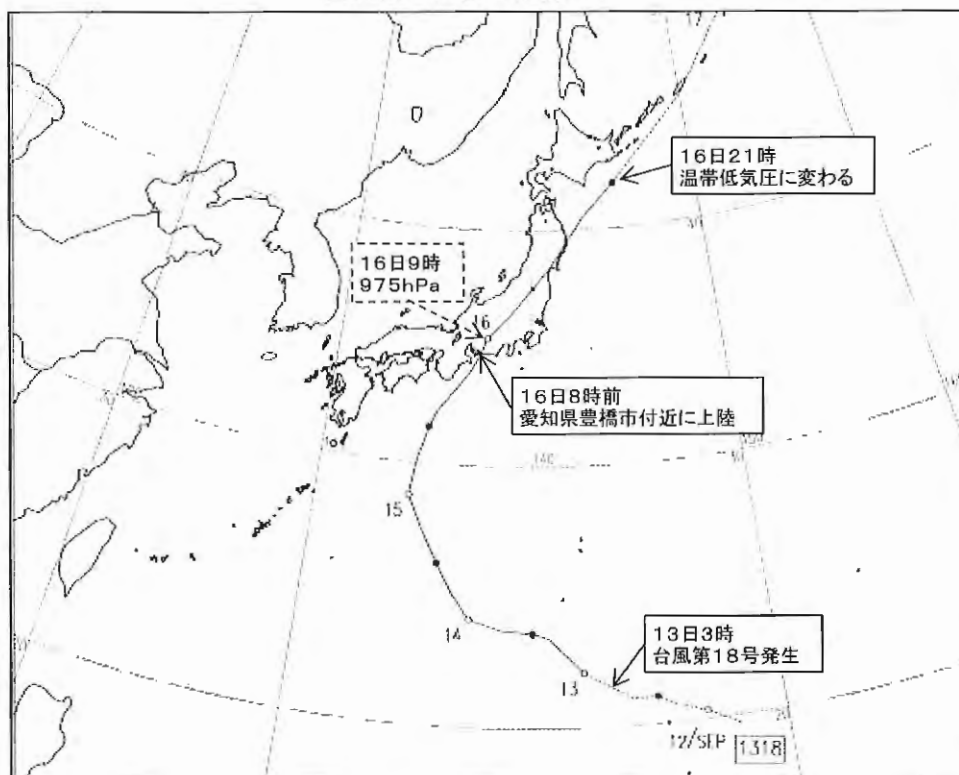 17
16日21時
温帯低気圧に変わる
16日9時
975hPa
16
16日8時前
愛知県豊橋市付近に上陸
140
15
14
13日3時
台風第18号発生
13
12/SEP
1318